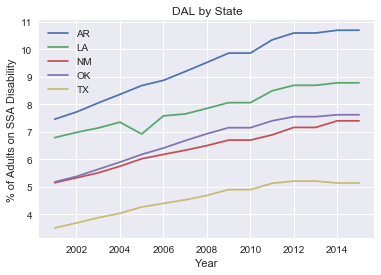 DAL by State
% of Adults on SSA Disability
11
10
9
8
7
6
5
4
AR
LA
NM
OK
TX
2002 2004 2006 2008 2010 2012 2014
Year